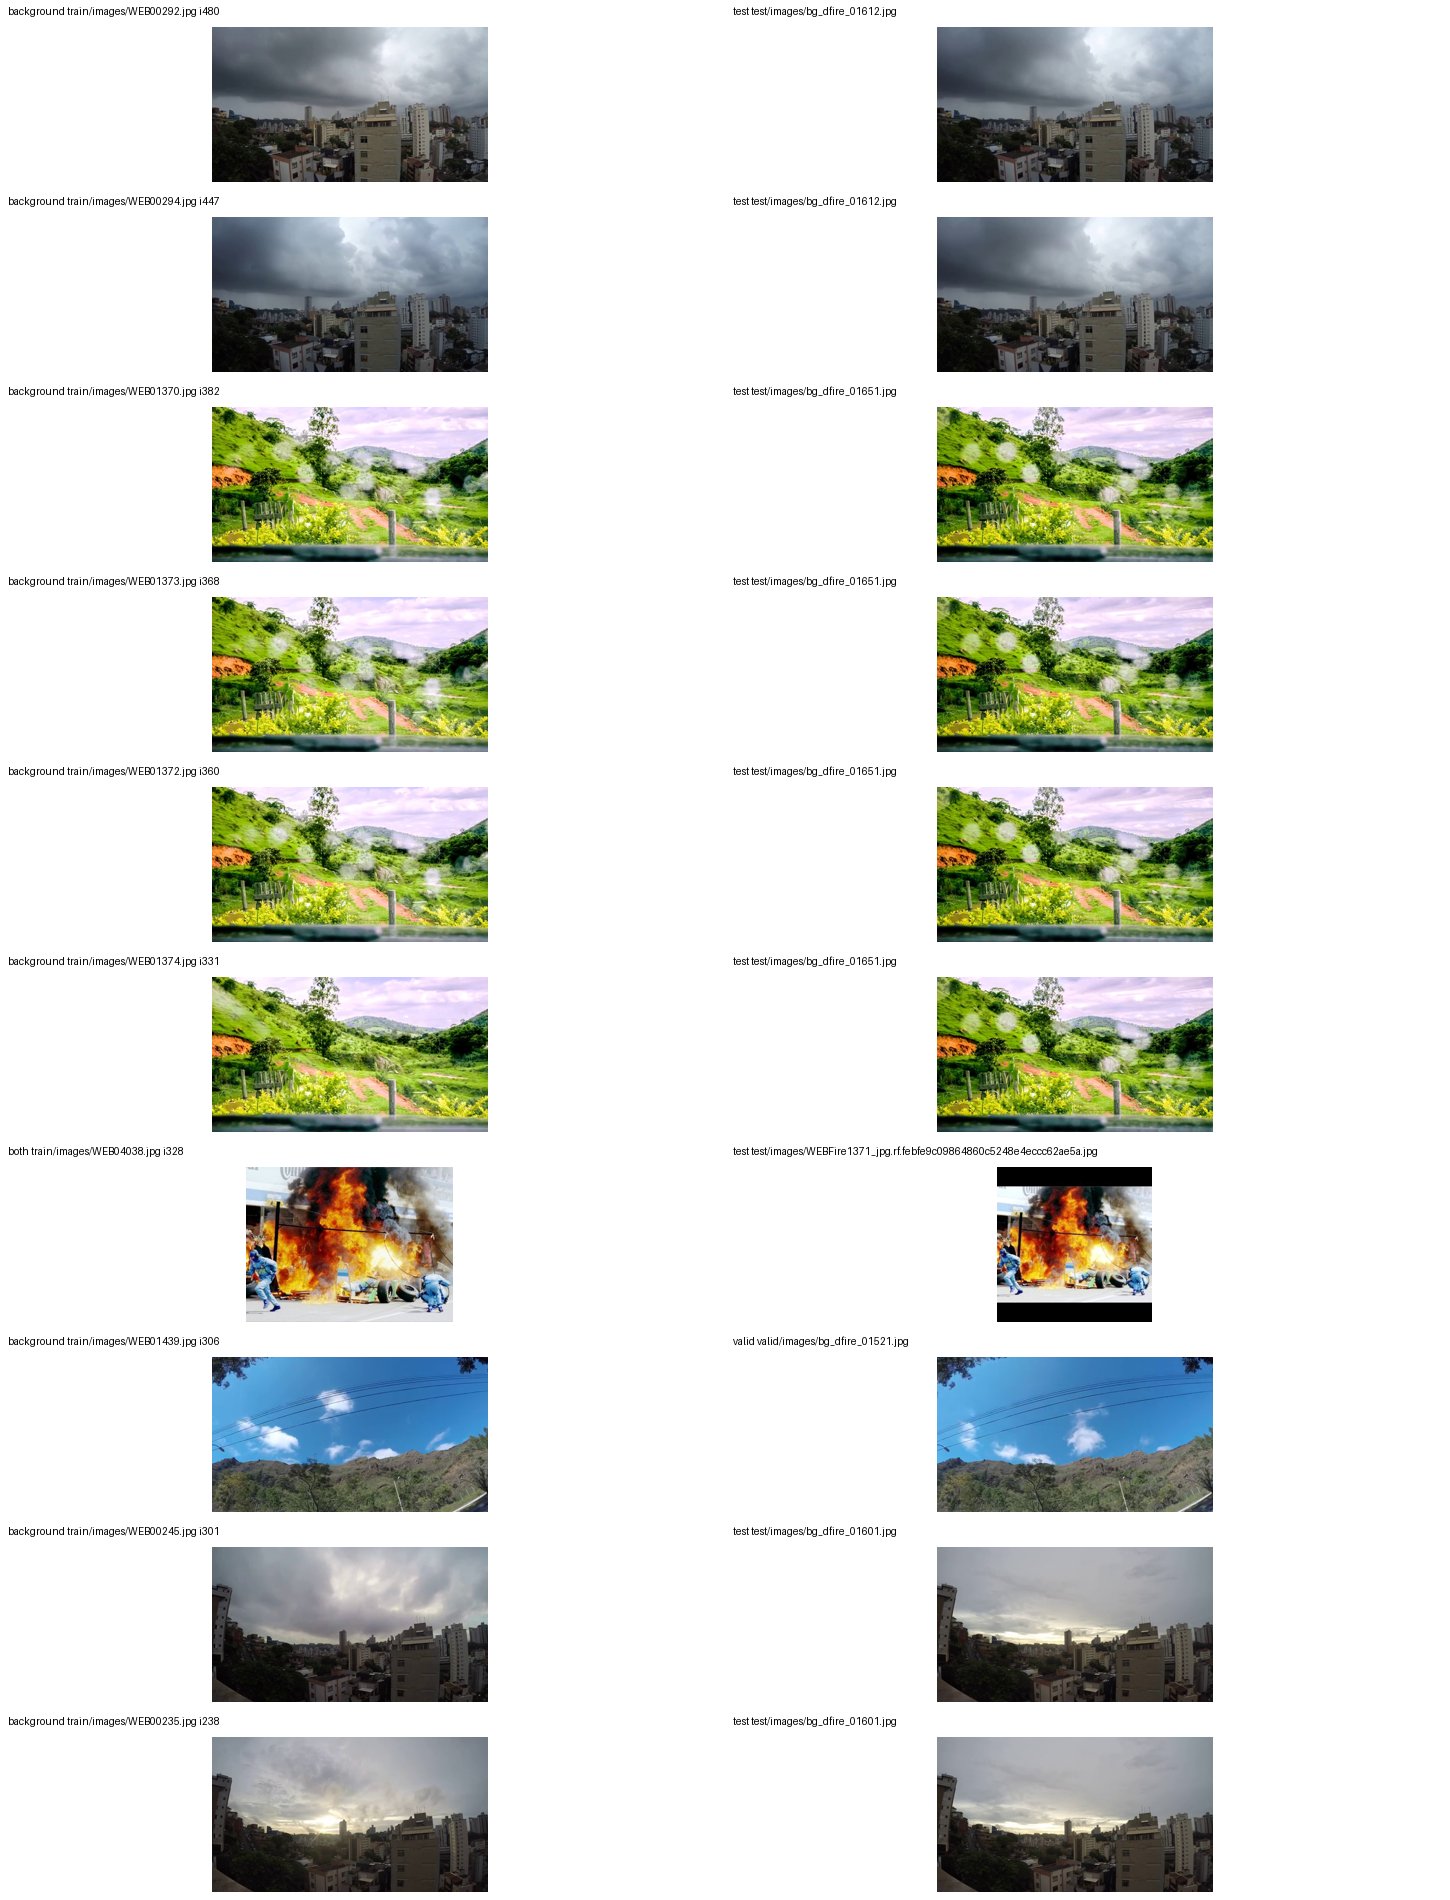 background train/images/WEB00292.jpg i480
test test/images/bg_dfire_01612.jpg
background train/images/WEB00294.jpg i447
test test/images/bg_dfire_01612.jpg
background train/images/WEB01370.jpg i382
test test/images/bg_dfire_01651.jpg
background train/images/WEB01373.jpg i368
test test/images/bg_dfire_01651.jpg
background train/images/WEB01372.jpg i360
test test/images/bg_dfire_01651.jpg
background train/images/WEB01374.jpg i331
test test/images/bg_dfire_01651.jpg
both train/images/WEB04038.jpg i328
test test/images/WEBFire1371_jpg.rf.febfe9c09864860c5248e4eccc62ae5a.jpg
background train/images/WEB01439.jpg i306
valid valid/images/bg_dfire_01521.jpg
background train/images/WEB00245.jpg i301
test test/images/bg_dfire_01601.jpg
background train/images/WEB00235.jpg i238
test test/images/bg_dfire_01601.jpg